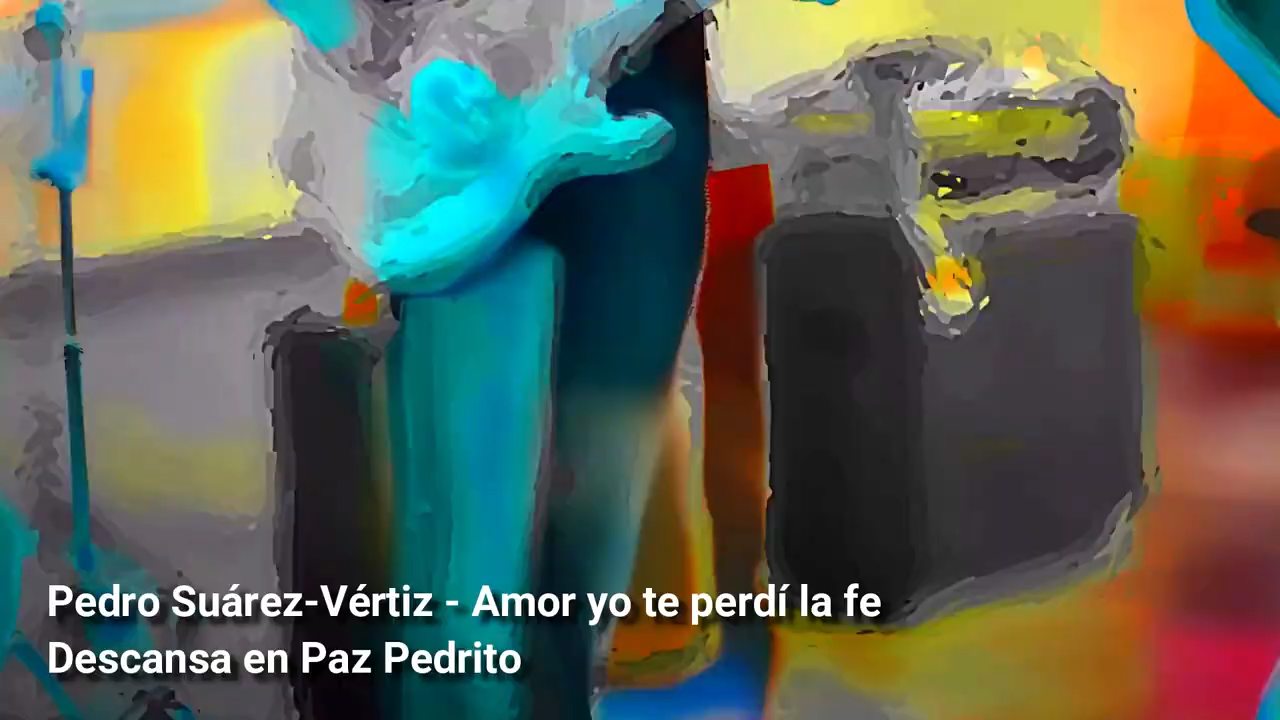 Pedro Suárez-Vértiz - Amor yo te perdí la fe
Descansa en Paz Pedrito